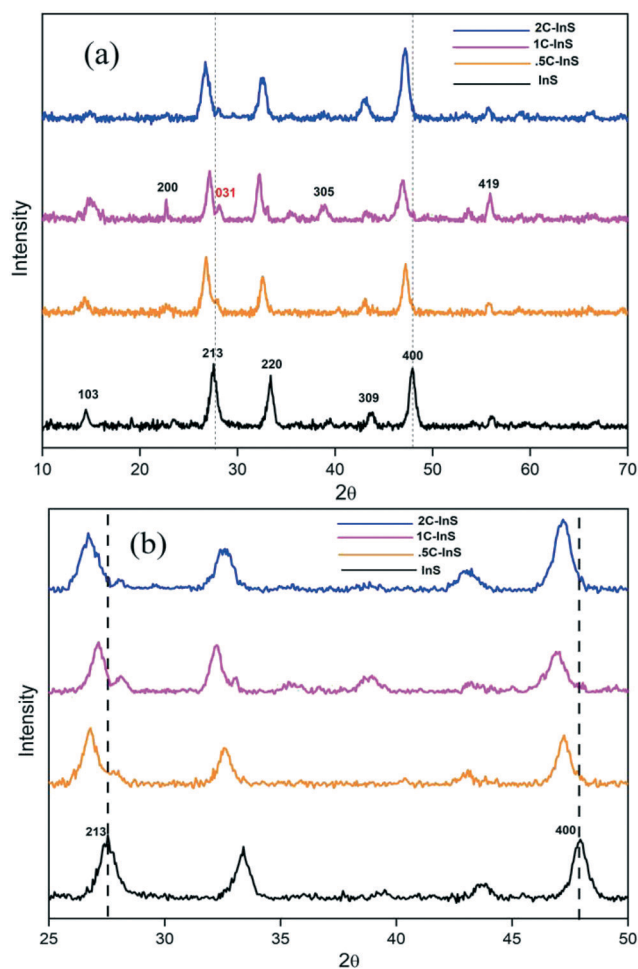 (a)
2C-InS
1C-InS
.5C-InS
InS
200
031
305
419
103
213
220
309
400
Intensity
10 20 30 40 50 60 70
2θ
(b)
2C-InS
1C-InS
.5C-InS
InS
213
400
Intensity
25 30 35 40 45 50
2θ